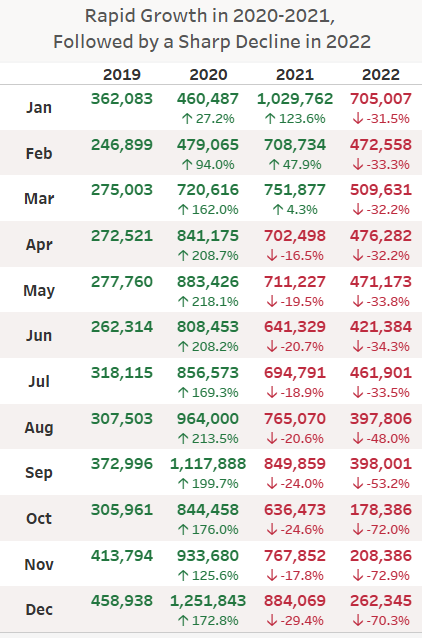 Rapid Growth in 2020-2021,
Followed by a Sharp Decline in 2022
2019 2020 2021 2022
Jan 362,083 460,487 1,029,762 705,007
↑ 27.2% ↑ 123.6% ↓ -31.5%
Feb 246,899 479,065 708,734 472,558
↑ 94.0% ↑ 47.9% ↓ -33.3%
Mar 275,003 720,616 751,877 509,631
↑ 162.0% ↑ 4.3% ↓ -32.2%
Apr 272,521 841,175 702,498 476,282
↑ 208.7% ↓ -16.5% ↓ -32.2%
May 277,760 883,426 711,227 471,173
↑ 218.1% ↓ -19.5% ↓ -33.8%
Jun 262,314 808,453 641,329 421,384
↑ 208.2% ↓ -20.7% ↓ -34.3%
Jul 318,115 856,573 694,791 461,901
↑ 169.3% ↓ -18.9% ↓ -33.5%
Aug 307,503 964,000 765,070 397,806
↑ 213.5% ↓ -20.6% ↓ -48.0%
Sep 372,996 1,117,888 849,859 398,001
↑ 199.7% ↓ -24.0% ↓ -53.2%
Oct 305,961 844,458 636,473 178,386
↑ 176.0% ↓ -24.6% ↓ -72.0%
Nov 413,794 933,680 767,852 208,386
↑ 125.6% ↓ -17.8% ↓ -72.9%
Dec 458,938 1,251,843 884,069 262,345
↑ 172.8% ↓ -29.4% ↓ -70.3%